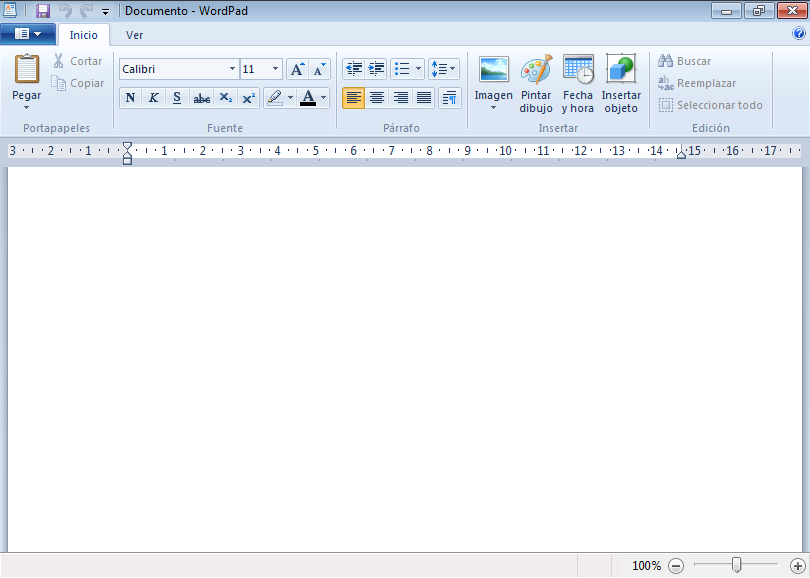 Documento - WordPad
Inicio Ver
Pegar
Cortar
Copiar
Portapapeles
Calibri 11
N K S abc X₂ X²
A
Fuente
Párrafo
Imagen
Pintar dibujo
Fecha y hora
Insertar objeto
Insertar
Buscar
Reemplazar
Seleccionar todo
Edición
3 2 1 1 2 3 4 5 6 7 8 9 10 11 12 13 14 15 16 17
100%